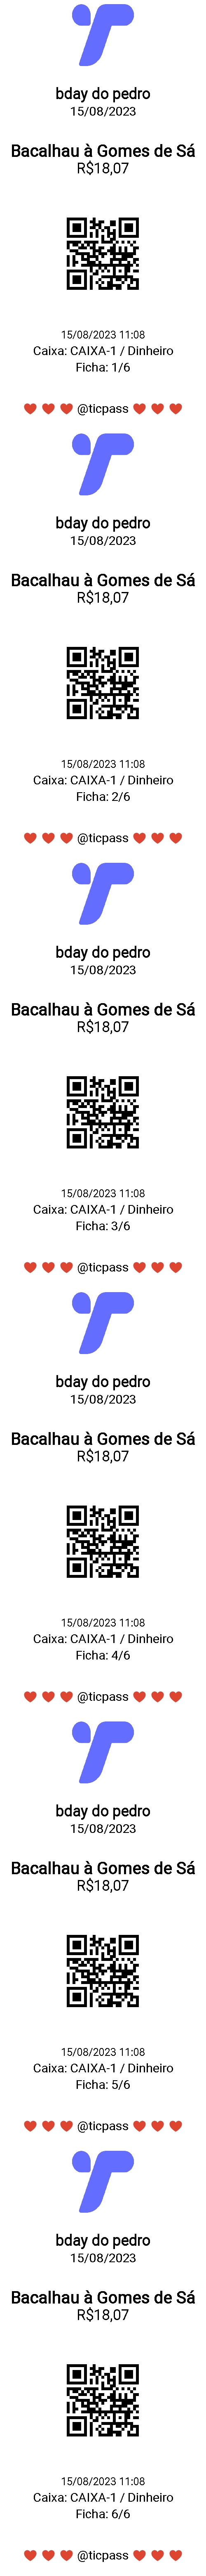 bday do pedro
15/08/2023
Bacalhau à Gomes de Sá
R$18,07
15/08/2023 11:08
Caixa: CAIXA-1 / Dinheiro
Ficha: 1/6
@ticpass
bday do pedro
15/08/2023
Bacalhau à Gomes de Sá
R$18,07
15/08/2023 11:08
Caixa: CAIXA-1 / Dinheiro
Ficha: 2/6
@ticpass
bday do pedro
15/08/2023
Bacalhau à Gomes de Sá
R$18,07
15/08/2023 11:08
Caixa: CAIXA-1 / Dinheiro
Ficha: 3/6
@ticpass
bday do pedro
15/08/2023
Bacalhau à Gomes de Sá
R$18,07
15/08/2023 11:08
Caixa: CAIXA-1 / Dinheiro
Ficha: 4/6
@ticpass
bday do pedro
15/08/2023
Bacalhau à Gomes de Sá
R$18,07
15/08/2023 11:08
Caixa: CAIXA-1 / Dinheiro
Ficha: 5/6
@ticpass
bday do pedro
15/08/2023
Bacalhau à Gomes de Sá
R$18,07
15/08/2023 11:08
Caixa: CAIXA-1 / Dinheiro
Ficha: 6/6
@ticpass